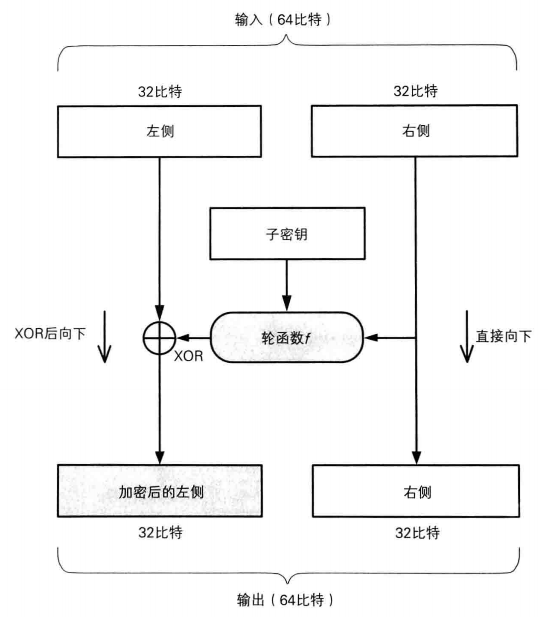 输入（64比特）
32比特
32比特
左侧
右侧
子密钥
XOR后向下
轮函数f
直接向下
XOR
加密后的左侧
右侧
32比特
32比特
输出（64比特）